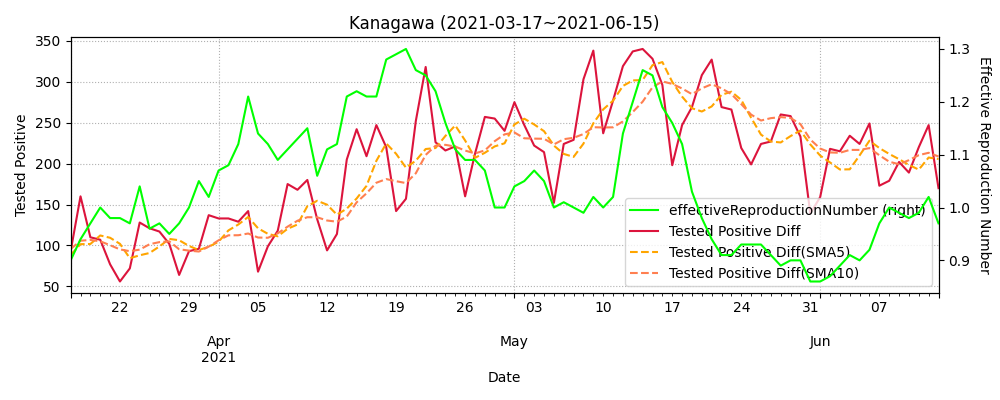 Kanagawa (2021-03-17~2021-06-15)
350
300
250
200
150
100
50
Tested Positive
1.3
1.2
1.1
1.0
0.9
Effective Reproduction Number
effectiveReproductionNumber (right)
Tested Positive Diff
Tested Positive Diff(SMA5)
Tested Positive Diff(SMA10)
22 29 05 12 19 26 03 10 17 24 31 07
Apr May Jun
2021
Date